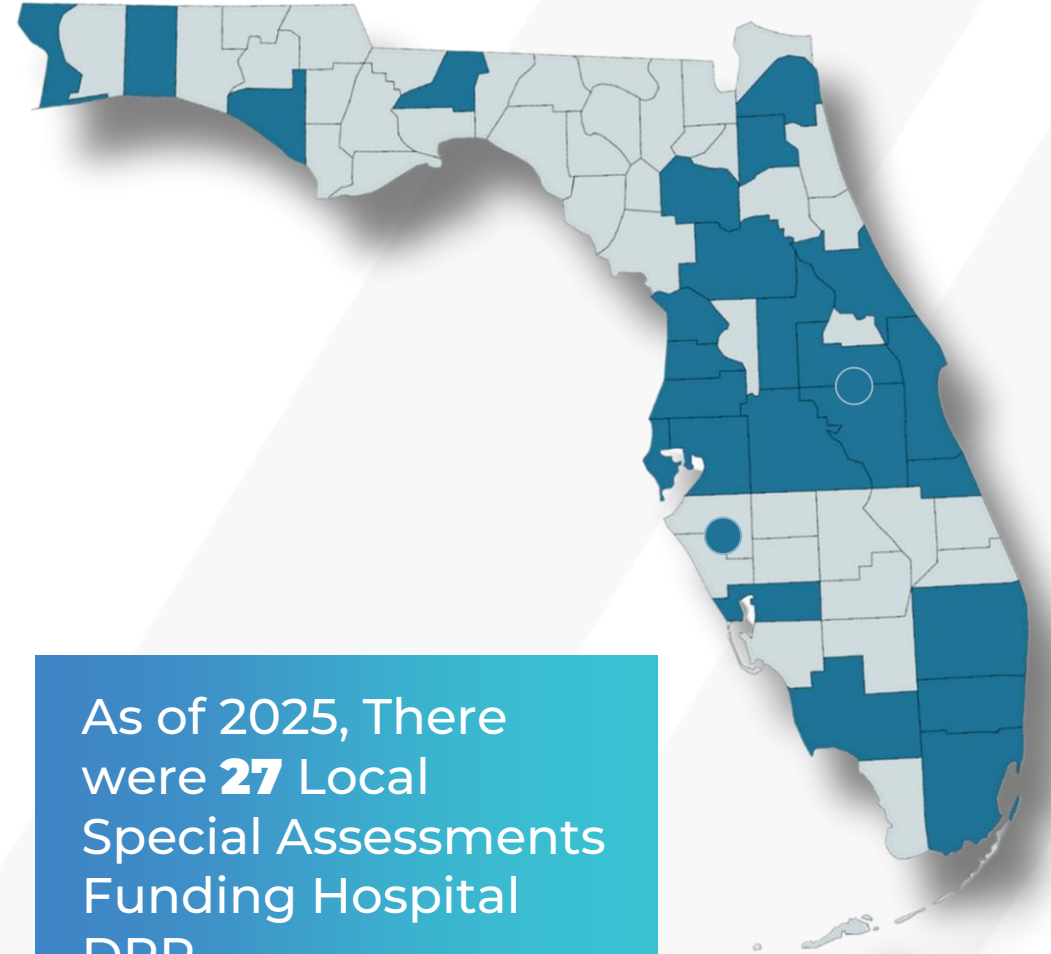 As of 2025, There
were 27 Local
Special Assessments
Funding Hospital